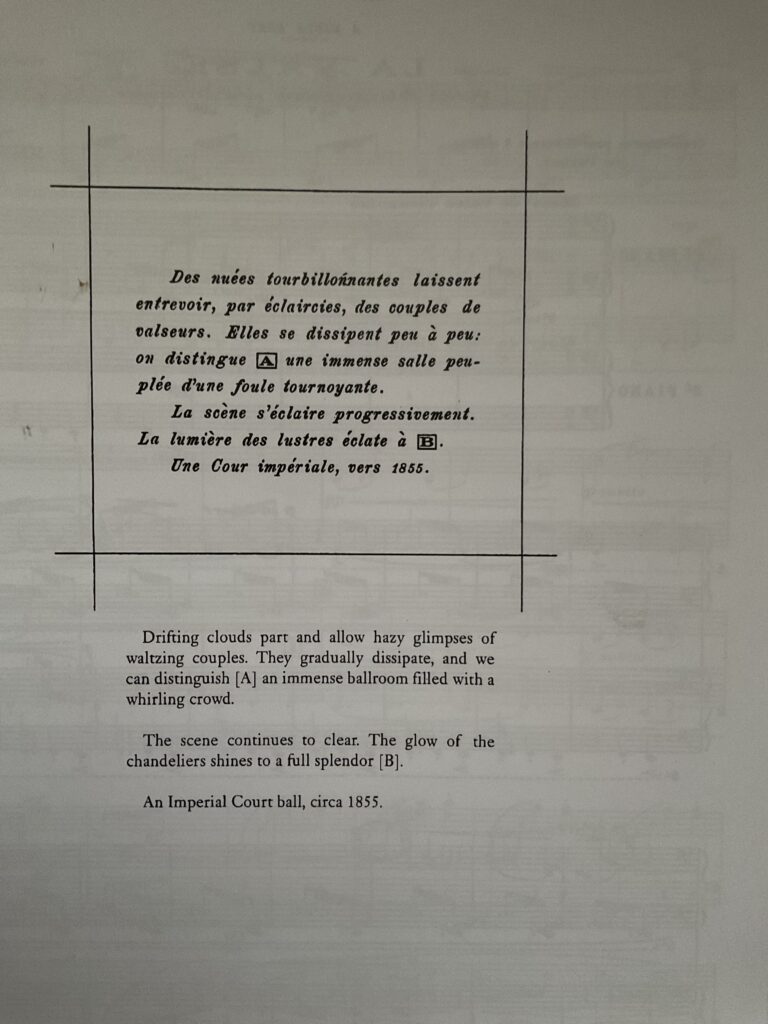 Des nuées tourbillonnantes laissent
entrevoir, par éclaircies, des couples de
valseurs. Elles se dissipent peu à peu:
on distingue [A] une immense salle peu-
plée d'une foule tournoyante.
La scène s'éclaire progressivement.
La lumière des lustres éclate à [B].
Une Cour impériale, vers 1855.
Drifting clouds part and allow hazy glimpses of
waltzing couples. They gradually dissipate, and we
can distinguish [A] an immense ballroom filled with a
whirling crowd.
The scene continues to clear. The glow of the
chandeliers shines to a full splendor [B].
An Imperial Court ball, circa 1855.